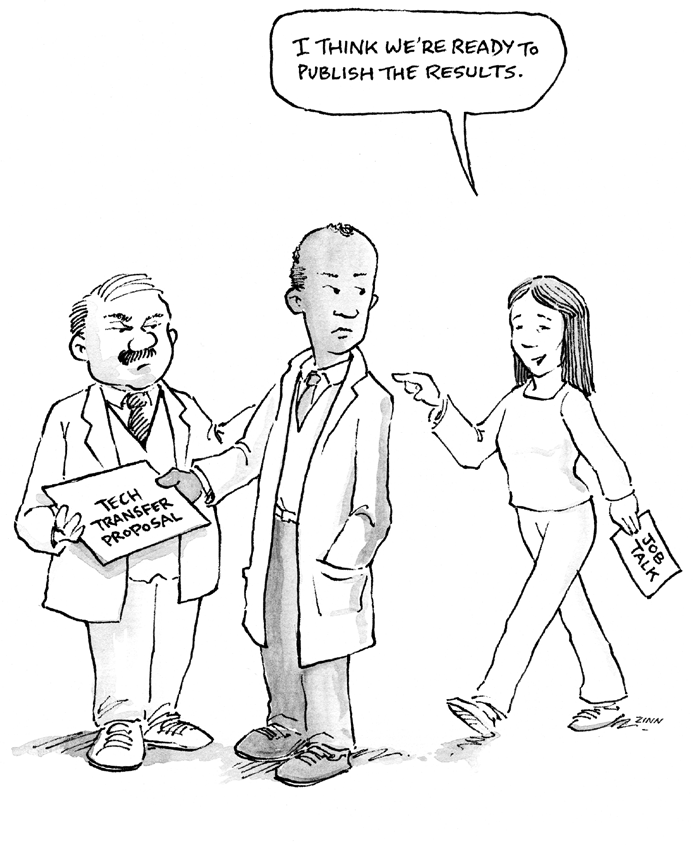 I THINK WE'RE READY TO
PUBLISH THE RESULTS.
TECH
TRANSFER
PROPOSAL
JOB
TALK
ZINN